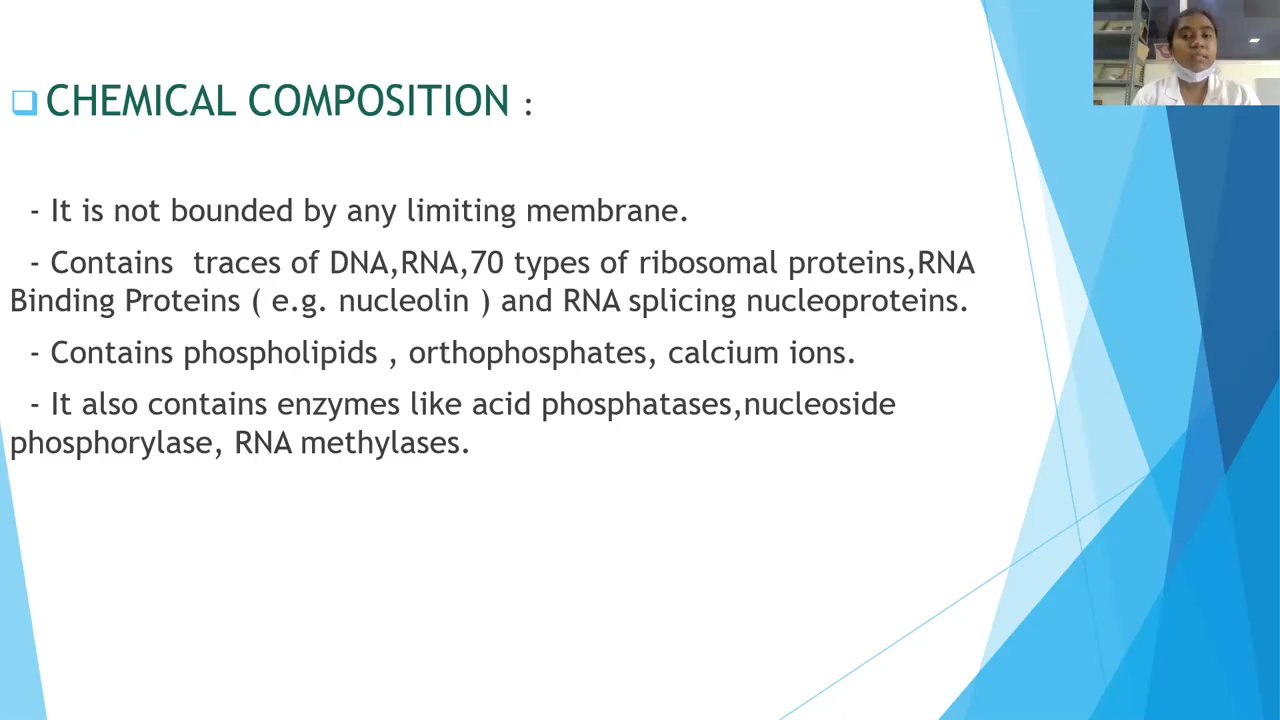 CHEMICAL COMPOSITION :
- It is not bounded by any limiting membrane.
- Contains traces of DNA,RNA,70 types of ribosomal proteins,RNA
Binding Proteins ( e.g. nucleolin ) and RNA splicing nucleoproteins.
- Contains phospholipids , orthophosphates, calcium ions.
- It also contains enzymes like acid phosphatases,nucleoside
phosphorylase, RNA methylases.